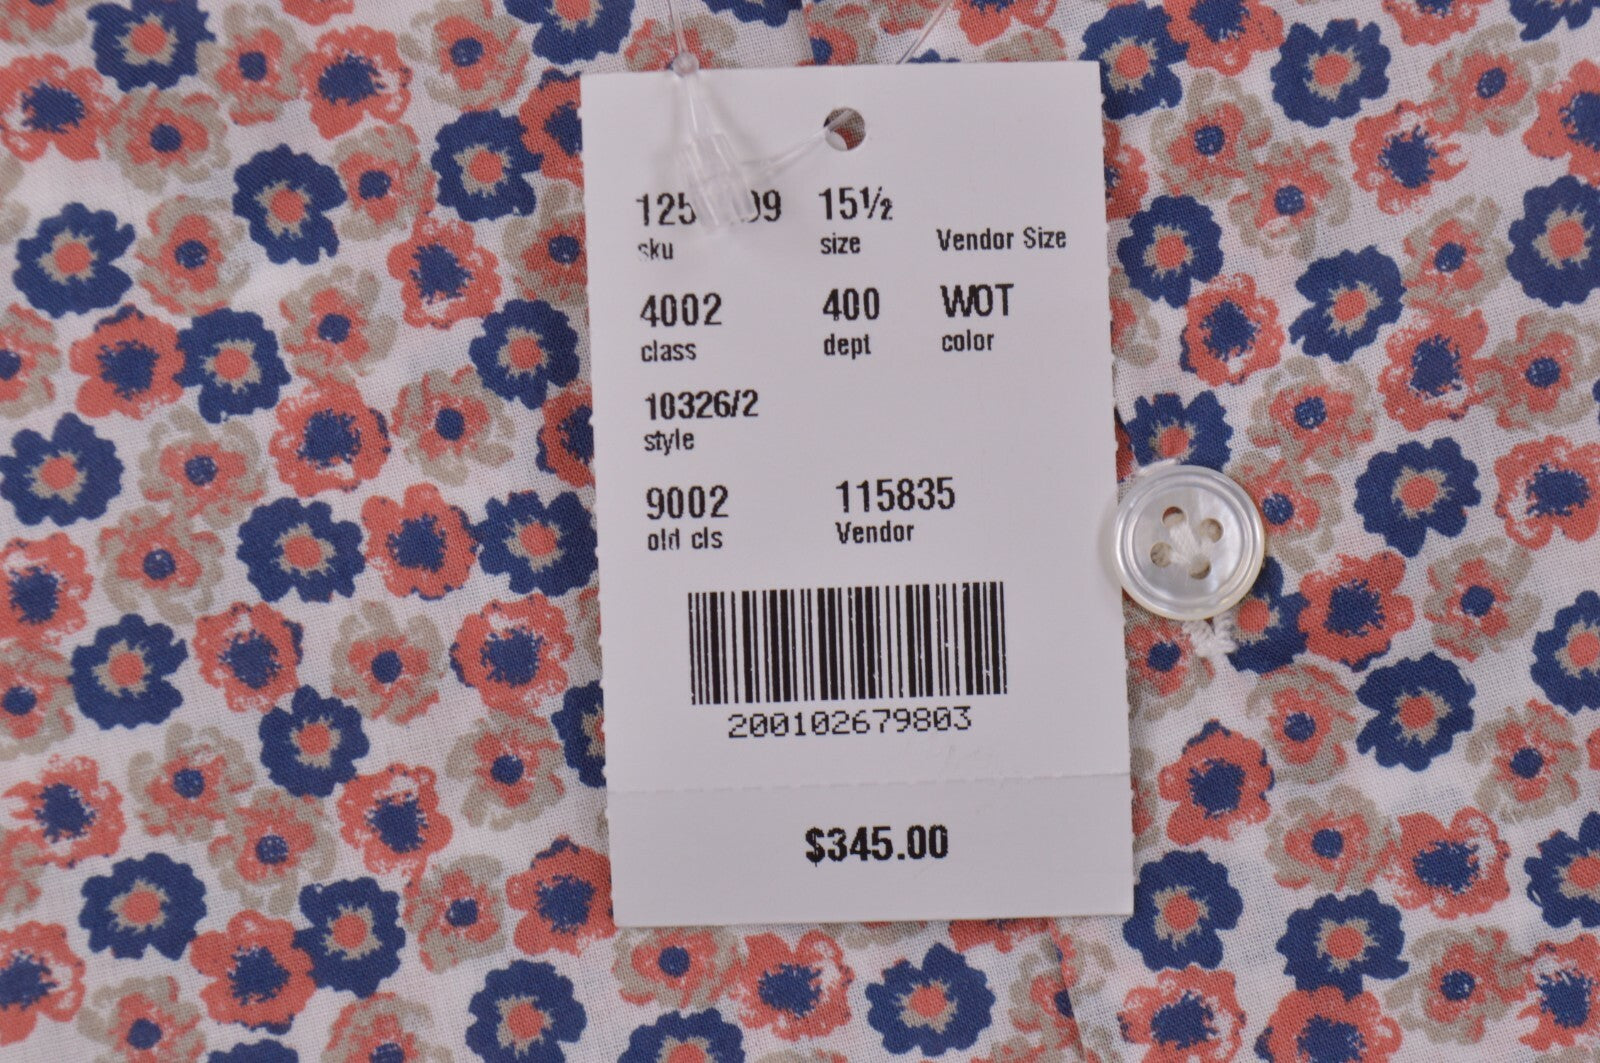 15½
sku size Vendor Size
4002 400 WOT
class dept color
10326/2
style
9002 115835
old cls Vendor
200102679803
$345.00